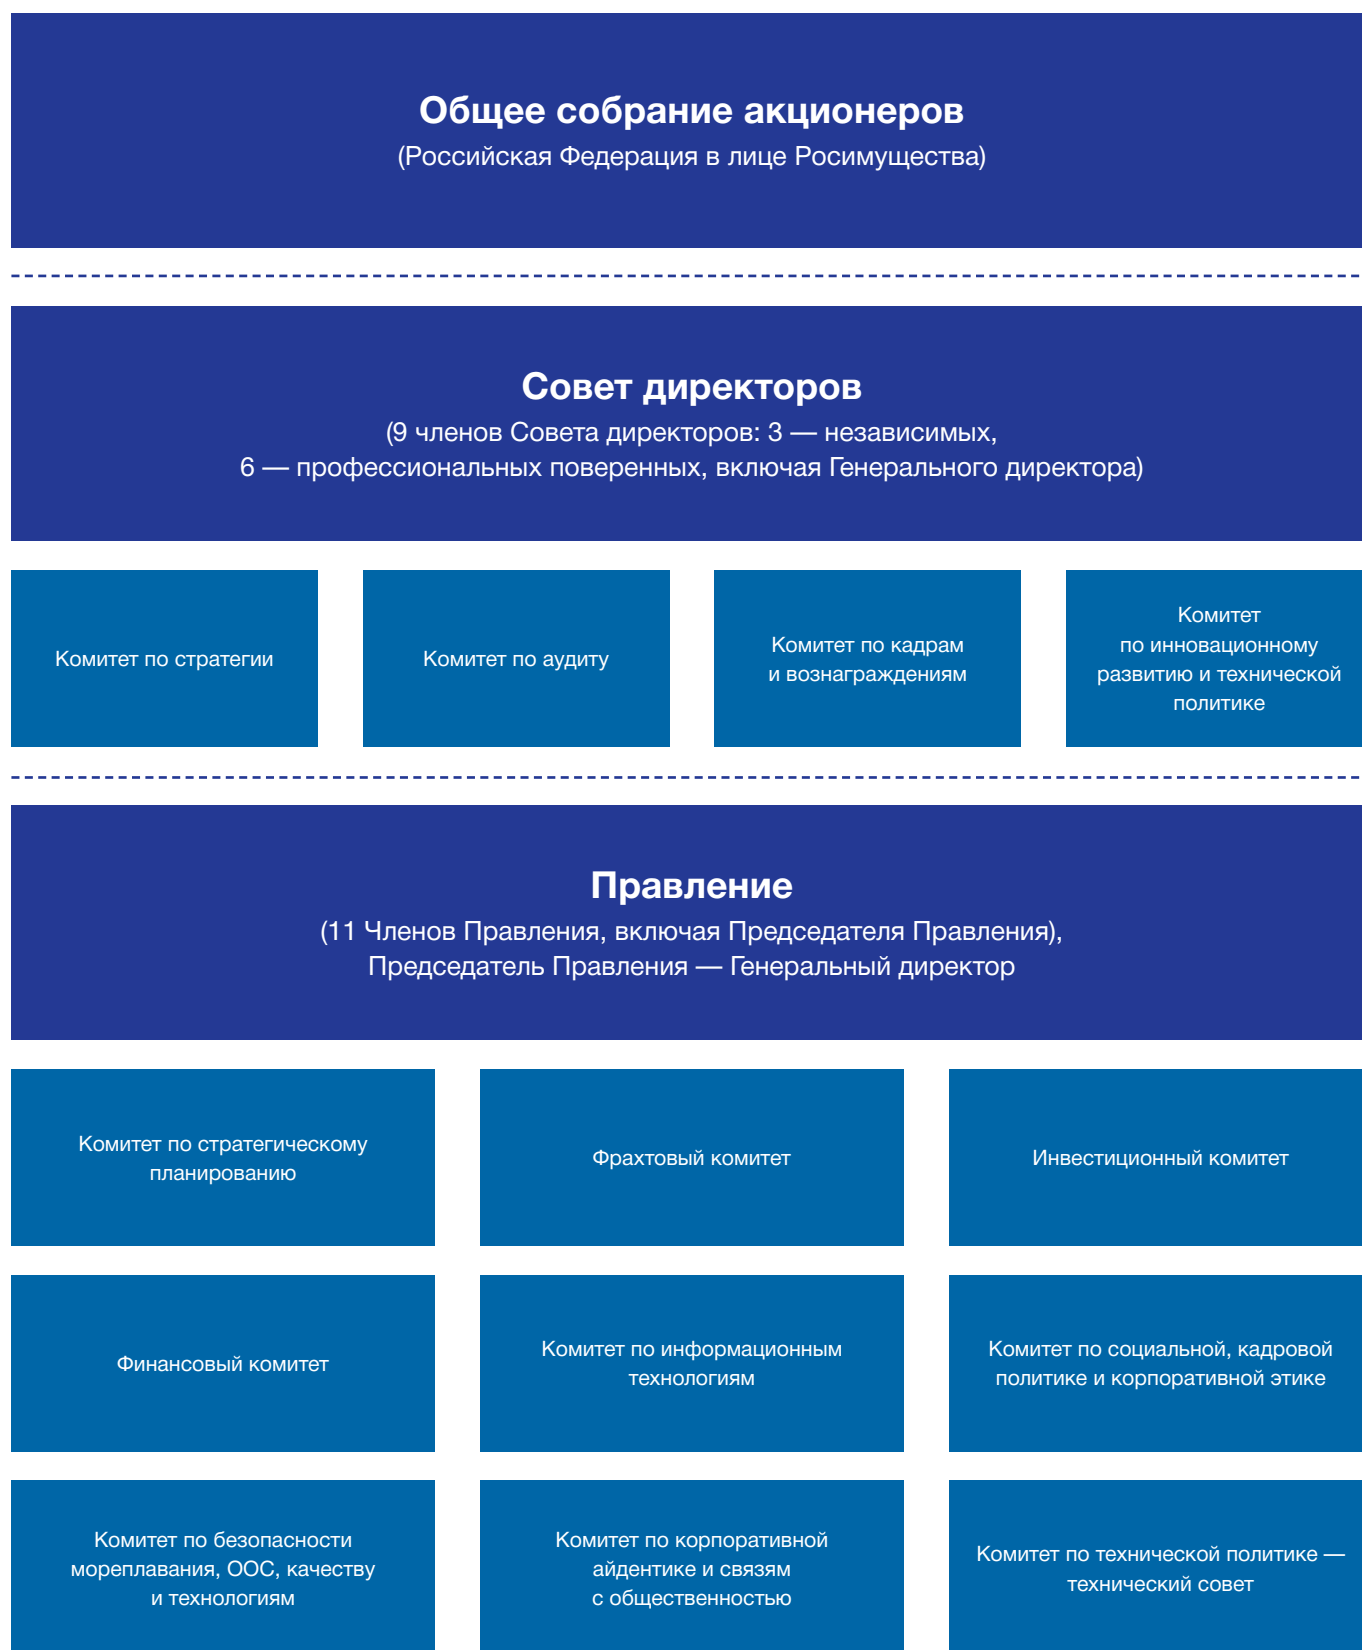 Общее собрание акционеров
(Российская Федерация в лице Росимущества)
Совет директоров
(9 членов Совета директоров: 3 — независимых,
6 — профессиональных поверенных, включая Генерального директора)
Комитет по стратегии
Комитет по аудиту
Комитет по кадрам
и вознаграждениям
Комитет
по инновационному
развитию и технической
политике
Правление
(11 Членов Правления, включая Председателя Правления),
Председатель Правления — Генеральный директор
Комитет по стратегическому
планированию
Фрахтовый комитет
Инвестиционный комитет
Финансовый комитет
Комитет по информационным
технологиям
Комитет по социальной, кадровой
политике и корпоративной этике
Комитет по безопасности
мореплавания, ООС, качеству
и технологиям
Комитет по корпоративной
айдентике и связям
с общественностью
Комитет по технической политике —
технический совет